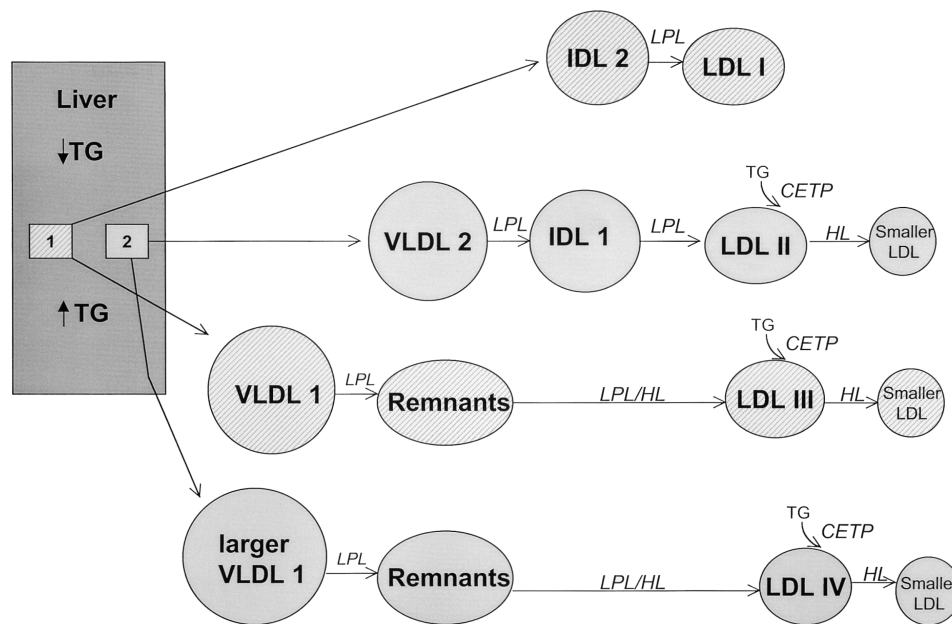 Liver
↓TG
1
2
↑TG
IDL 2
LPL
LDL I
VLDL 2
LPL
IDL 1
LPL
TG
CETP
LDL II
HL
Smaller
LDL
VLDL 1
LPL
Remnants
LPL/HL
TG
CETP
LDL III
HL
Smaller
LDL
larger
VLDL 1
LPL
Remnants
LPL/HL
TG
CETP
LDL IV
HL
Smaller
LDL